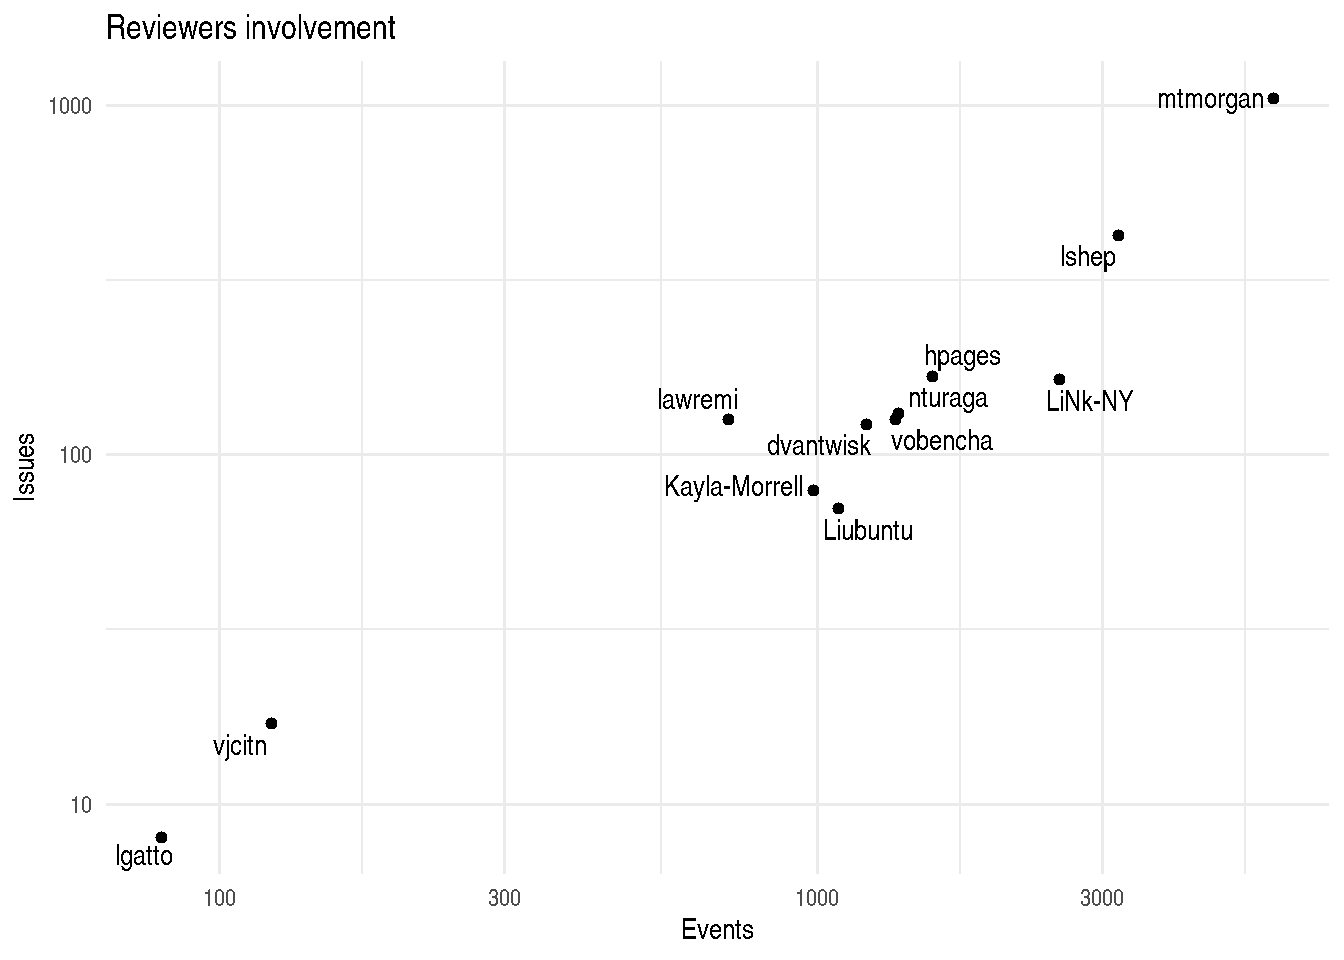 Reviewers involvement
1000
mtmorgan
lshep
hpages
lawremi
nturaga
LiNk-NY
dvantwisk
vobencha
Issues
100
Kayla-Morrell
Liubuntu
vjcitn
10
lgatto
100
300
1000
3000
Events